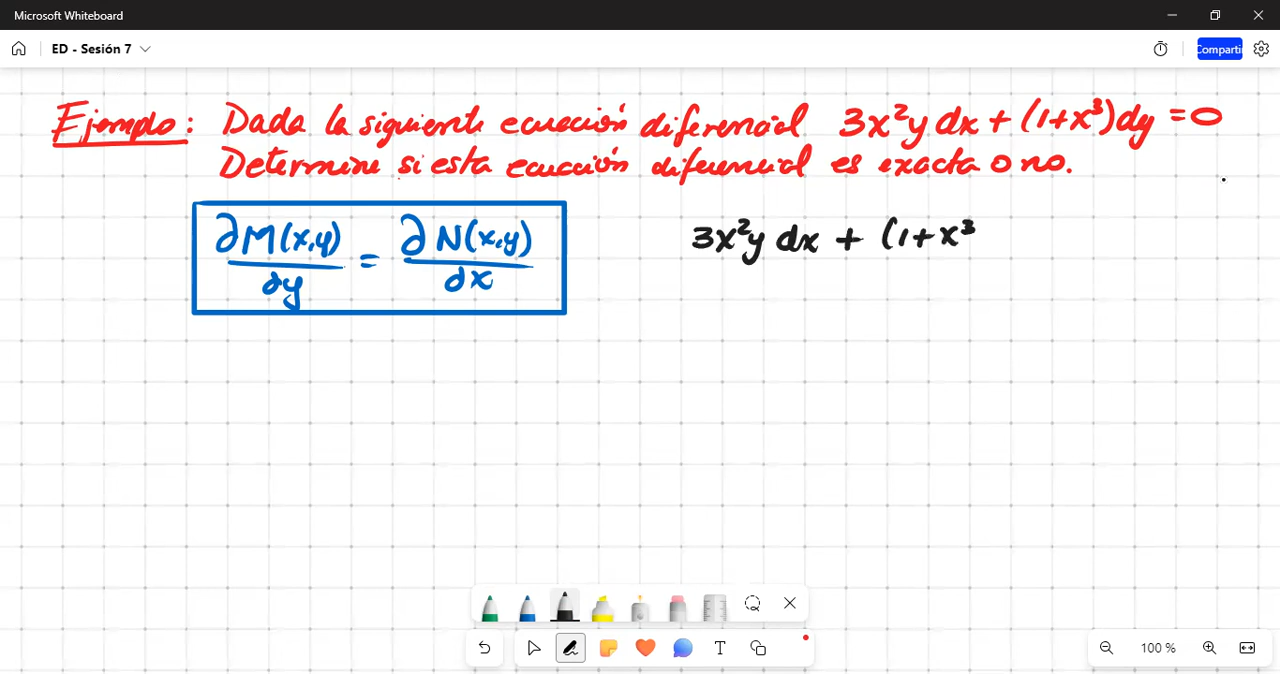 Microsoft Whiteboard
ED - Sesión 7
Comparti
Ejemplo: Dada la siguiente ecuación diferencial 3x²y dx + (1+x³)dy = 0
Determine si esta ecuación diferencial es exacta o no.
∂M(x,y)/∂y = ∂N(x,y)/∂x
3x²y dx + (1+x³
T
100 %